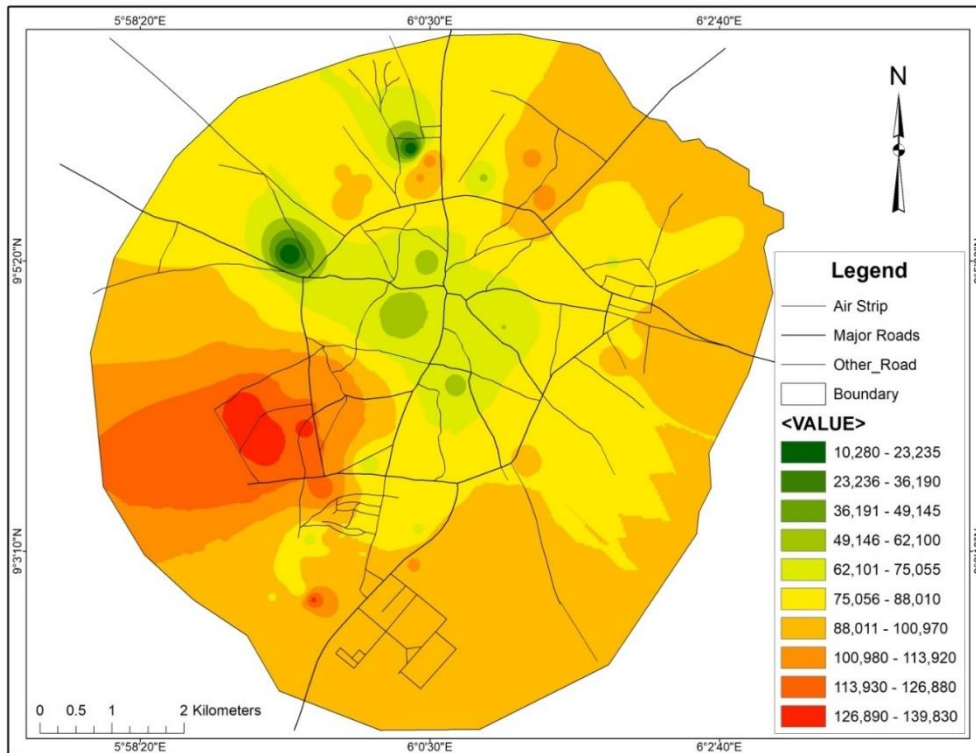 5°58'20"E
6°0'30"E
6°2'40"E
N
9°5'20"N
9°3'10"N
Legend
Air Strip
Major Roads
Other_Road
Boundary
<VALUE>
10,280 - 23,235
23,236 - 36,190
36,191 - 49,145
49,146 - 62,100
62,101 - 75,055
75,056 - 88,010
88,011 - 100,970
100,980 - 113,920
113,930 - 126,880
126,890 - 139,830
0 0.5 1 2 Kilometers
5°58'20"E
6°0'30"E
6°2'40"E